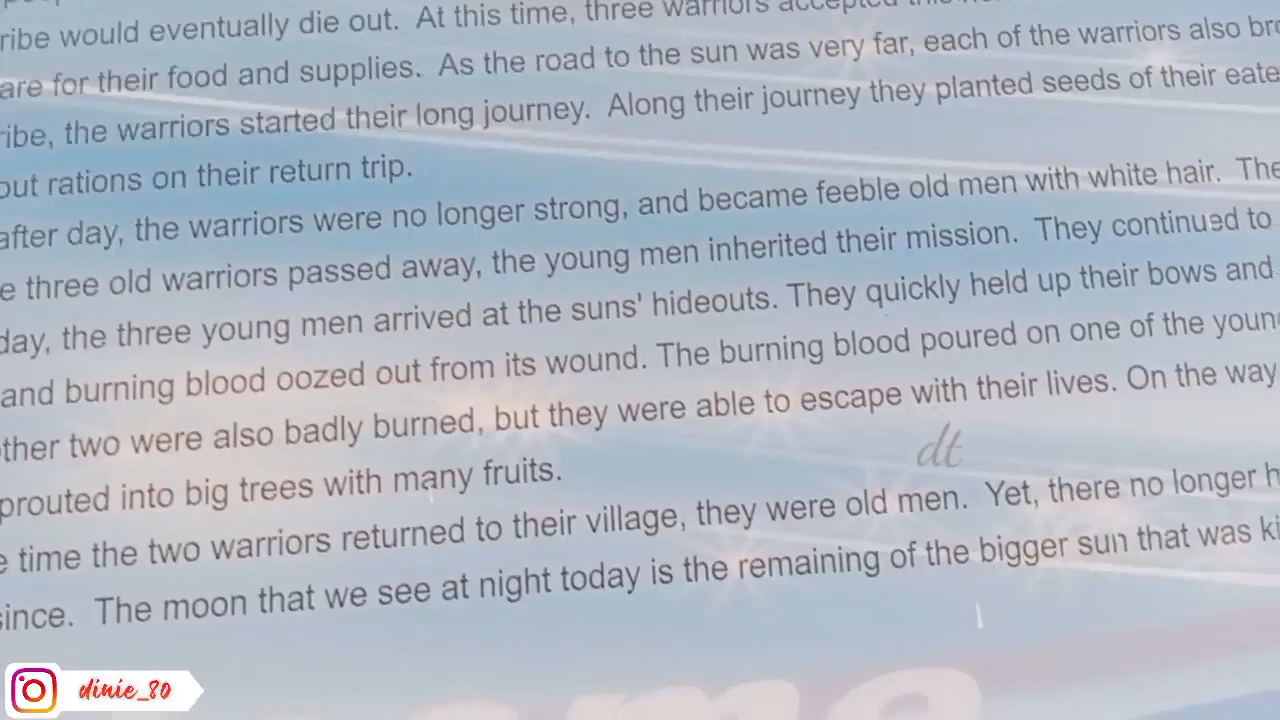 ribe would eventually die out. At this time, three warriors accepted this
are for their food and supplies. As the road to the sun was very far, each of the warriors also bro
ribe, the warriors started their long journey. Along their journey they planted seeds of their eate
out rations on their return trip.
after day, the warriors were no longer strong, and became feeble old men with white hair. The
e three old warriors passed away, the young men inherited their mission. They continued to
day, the three young men arrived at the suns' hideouts. They quickly held up their bows and
and burning blood oozed out from its wound. The burning blood poured on one of the young
ther two were also badly burned, but they were able to escape with their lives. On the way
prouted into big trees with many fruits.
e time the two warriors returned to their village, they were old men. Yet, there no longer h
since. The moon that we see at night today is the remaining of the bigger sun that was ki
dt
dinie_80